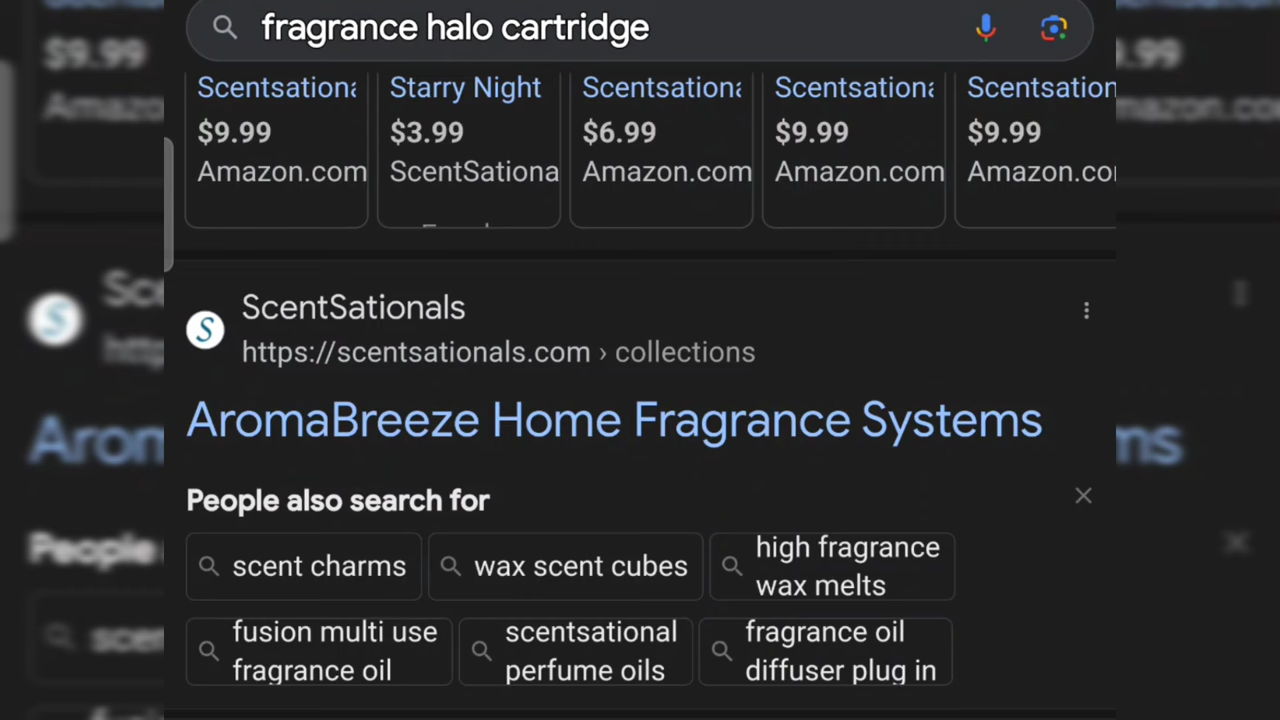 fragrance halo cartridge
Scentsiona Starry Night Scentsationa Scentsationa Scentsation
$9.99 $3.99 $6.99 $9.99 $9.99
Amazon.com ScentSationa Amazon.com Amazon.com Amazon.co
S ScentSationals
https://scentsationals.com › collections
AromaBreeze Home Fragrance Systems
People also search for
scent charms wax scent cubes high fragrance
wax melts
fusion multi use scentsational fragrance oil
fragrance oil perfume oils diffuser plug in